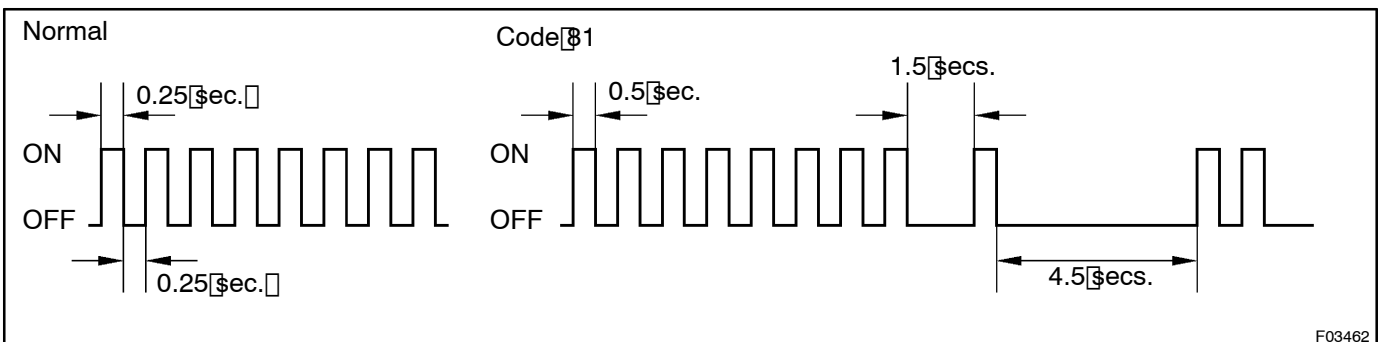 Normal
0.25 sec.
ON
OFF
0.25 sec.
Code 81
0.5 sec.
1.5 secs.
ON
OFF
4.5 secs.
F03462